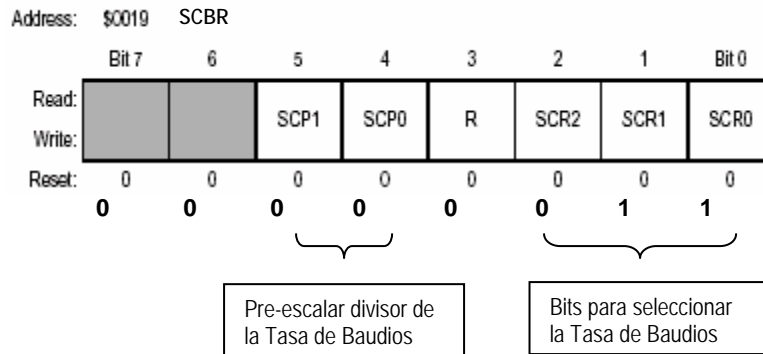 Address: $0019 SCBR
Bit 7 6 5 4 3 2 1 Bit 0
Read:
SCP1 SCP0 R SCR2 SCR1 SCR0
Write:
Reset: 0 0 0 0 0 0 0 0
0 0 0 0 0 0 1 1
Pre-escalar divisor de
la Tasa de Baudios
Bits para seleccionar
la Tasa de Baudios